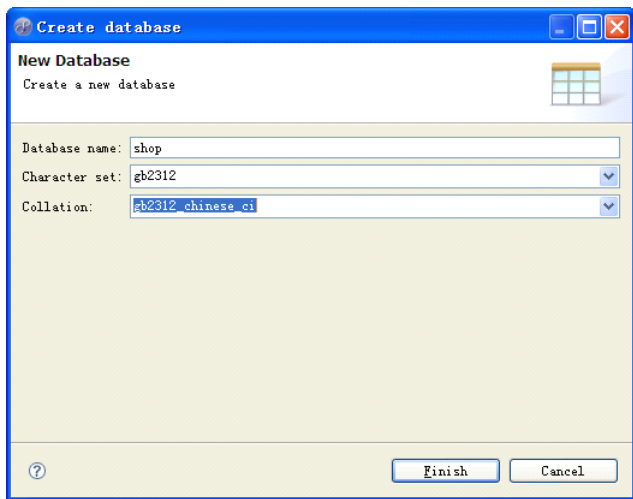 Create database
New Database
Create a new database
Database name: shop
Character set: gb2312
Collation: gb2312_chinese_ci
?
Finish Cancel